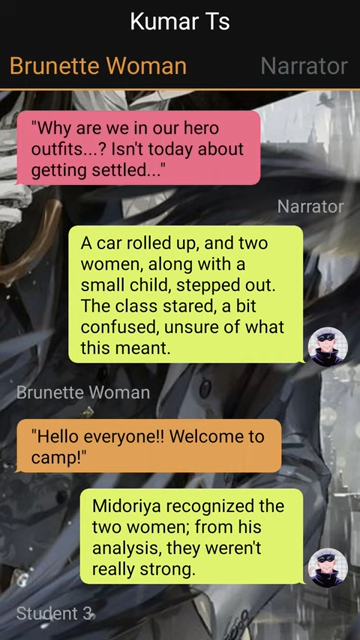 Kumar Ts
Brunette Woman
Narrator
"Why are we in our hero
outfits...? Isn't today about
getting settled..."
Narrator
A car rolled up, and two
women, along with a
small child, stepped out.
The class stared, a bit
confused, unsure of what
this meant.
Brunette Woman
"Hello everyone!! Welcome to
camp!"
Midoriya recognized the
two women; from his
analysis, they weren't
really strong.
Student 3